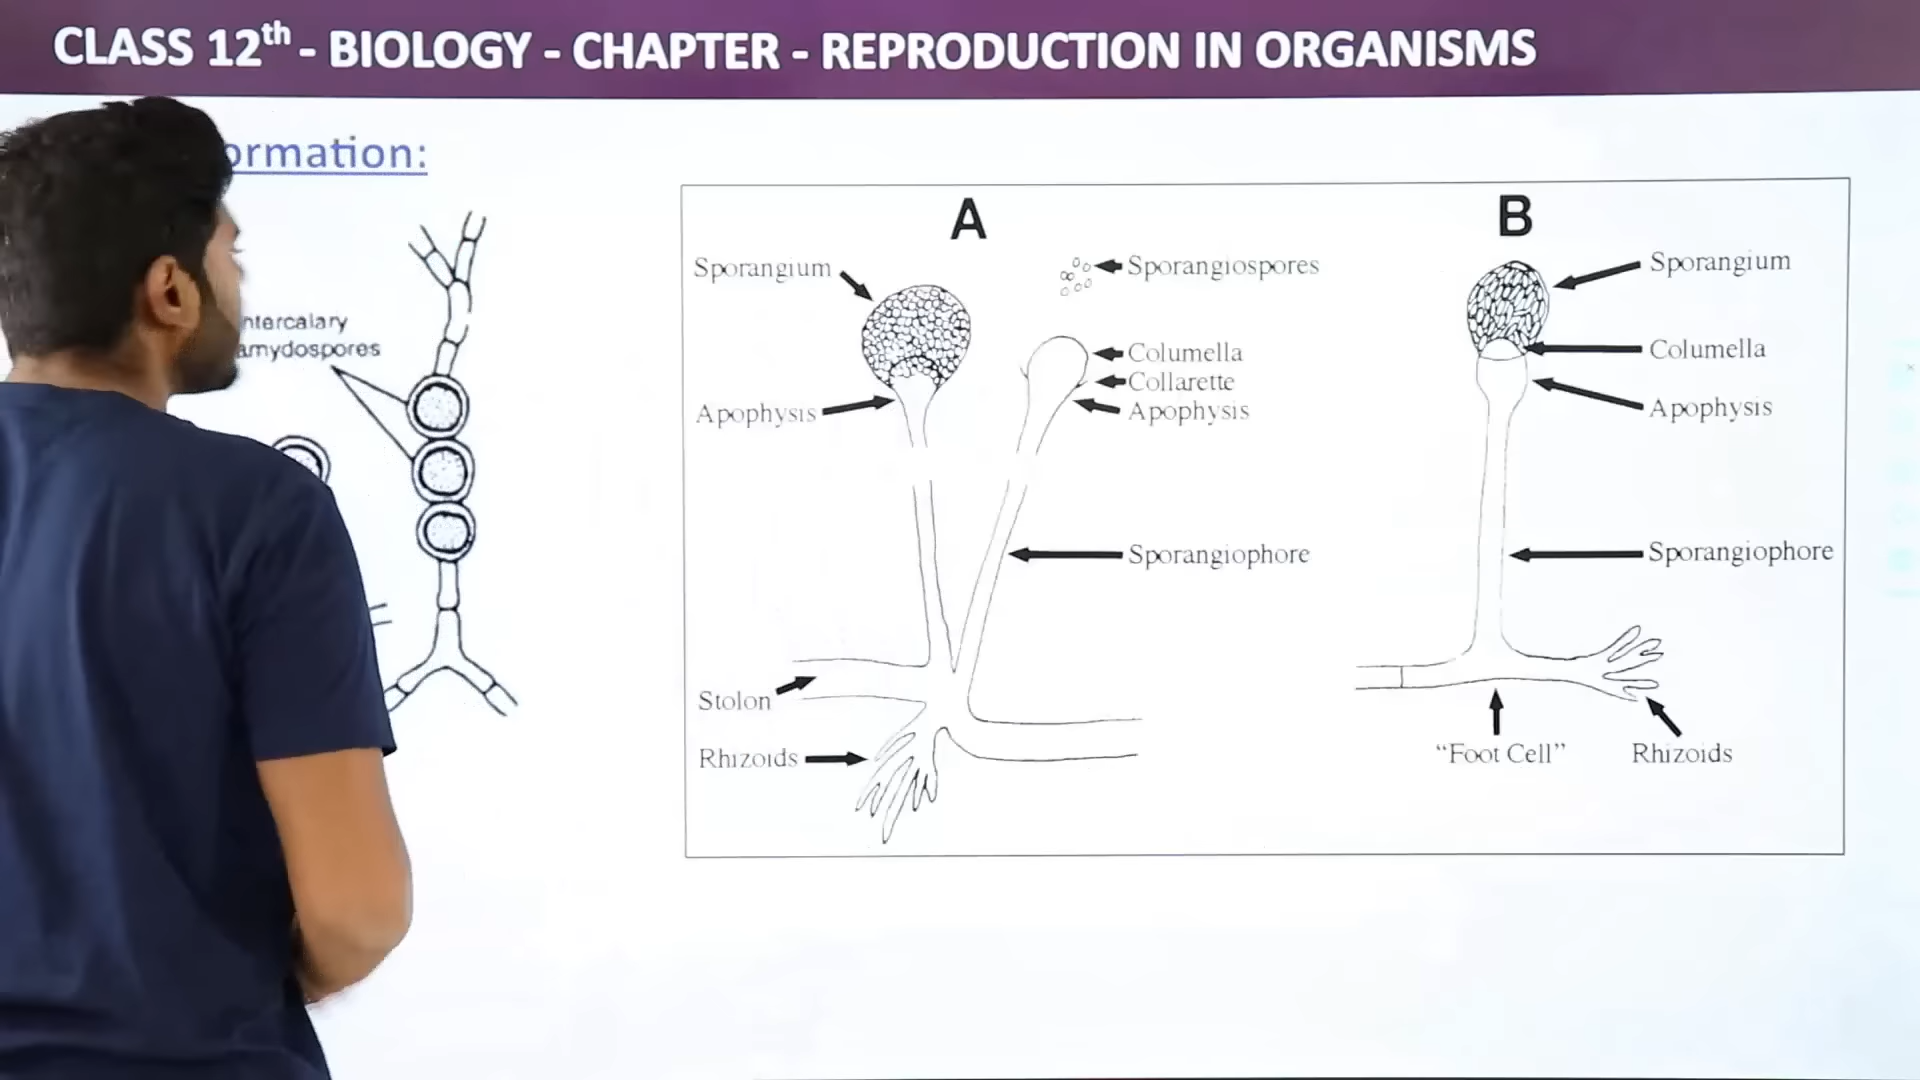 CLASS 12th - BIOLOGY - CHAPTER - REPRODUCTION IN ORGANISMS
ormation:
ntercalary
amydospores
A
Sporangium
Sporangiospores
Columella
Collarette
Apophysis
Apophysis
Sporangiophore
Stolon
Rhizoids
B
Sporangium
Columella
Apophysis
Sporangiophore
“Foot Cell”
Rhizoids